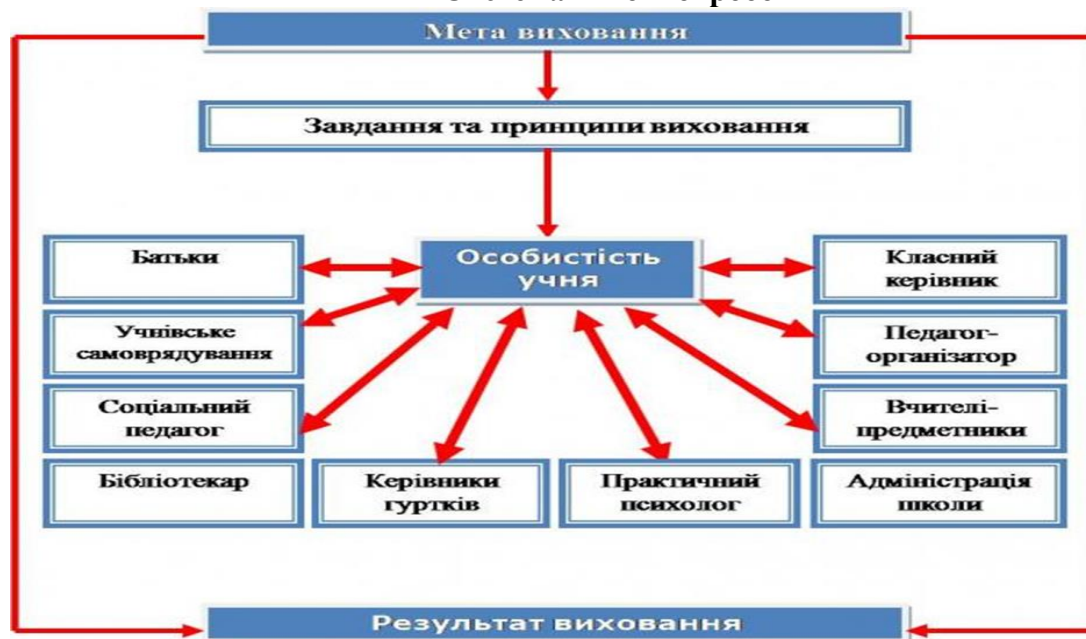 Мета виховання
Завдання та принципи виховання
Батьки
Особистість
учня
Класний
керівник
Учнівське
самоврядування
Педагог-
організатор
Соціальний
педагог
Вчителі-
предметники
Бібліотекар
Керівники
гуртків
Практичний
психолог
Адміністрація
школи
Результат виховання